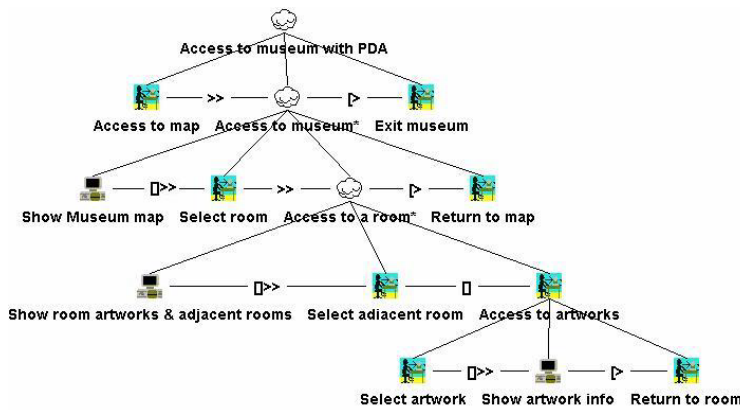 Access to museum with PDA
>> [>
Access to map Access to museum* Exit museum
[]>> >> [>
Show Museum map Select room Access to a room* Return to map
[]>> []
Show room artworks & adjacent rooms Select adiacent room Access to artworks
[]>> [>
Select artwork Show artwork info Return to room